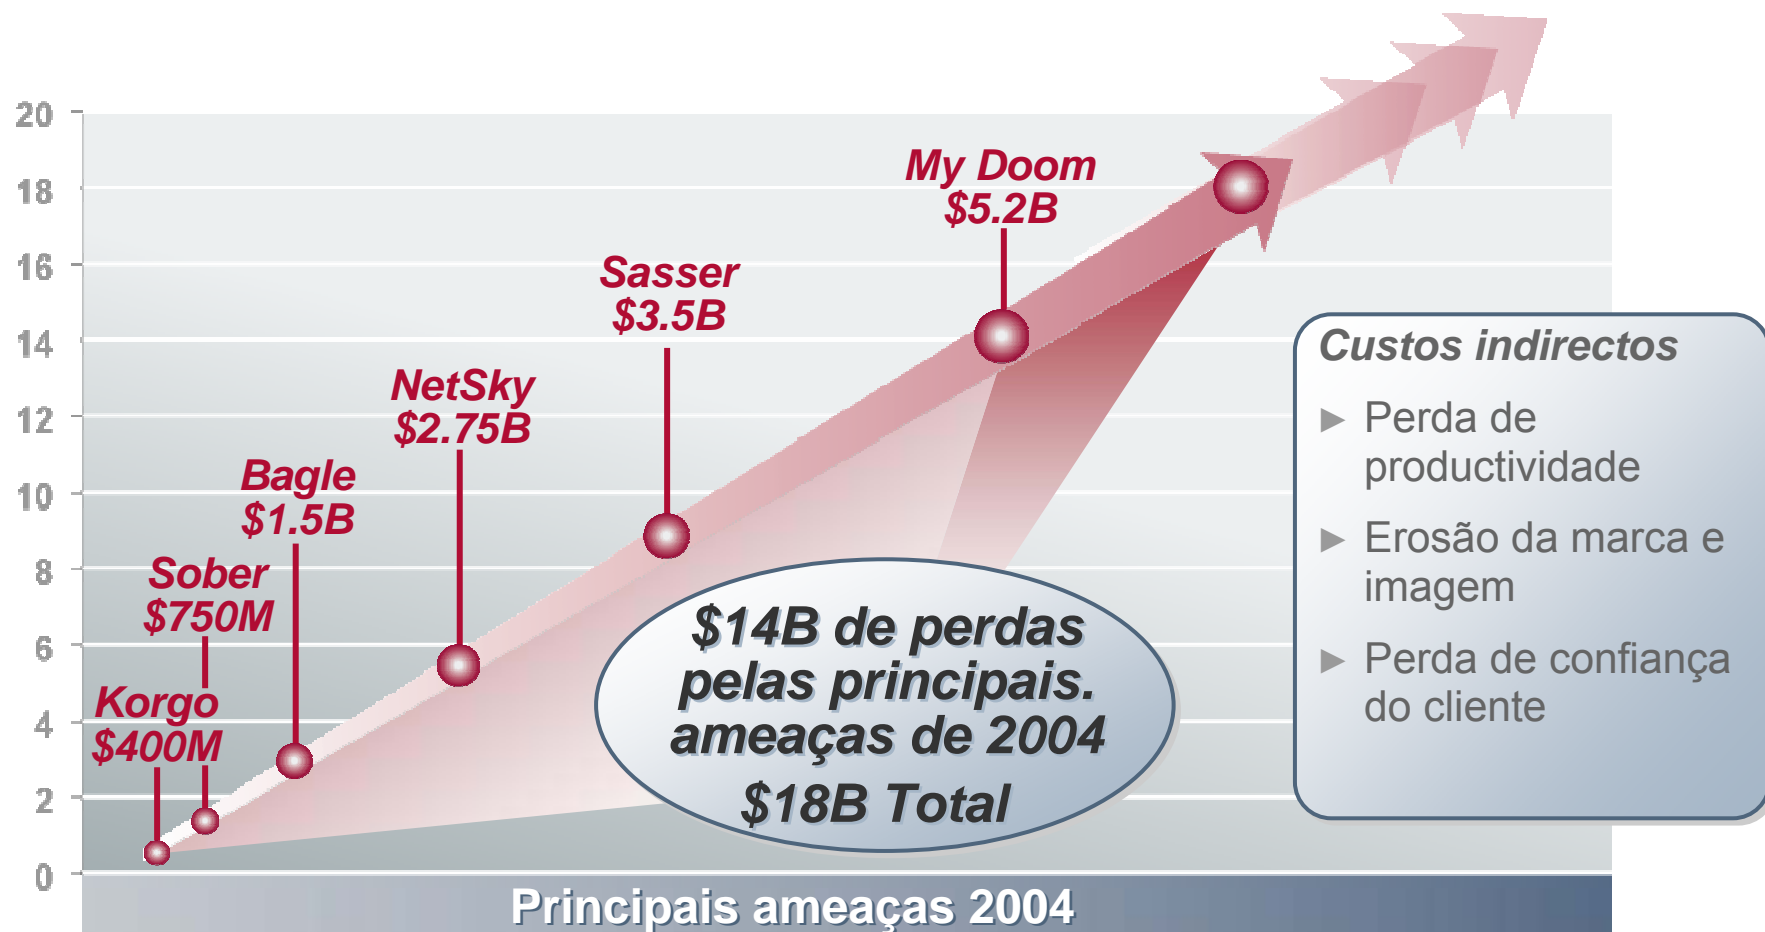 20
18
16
14
12
10
8
6
4
2
0
My Doom
$5.2B
Sasser
$3.5B
NetSky
$2.75B
Bagle
$1.5B
Sober
$750M
Korgo
$400M
$14B de perdas
pelas principais.
ameaças de 2004
$18B Total
Custos indirectos
► Perda de
productividade
► Erosão da marca e
imagem
► Perda de confiança
do cliente
Principais ameaças 2004